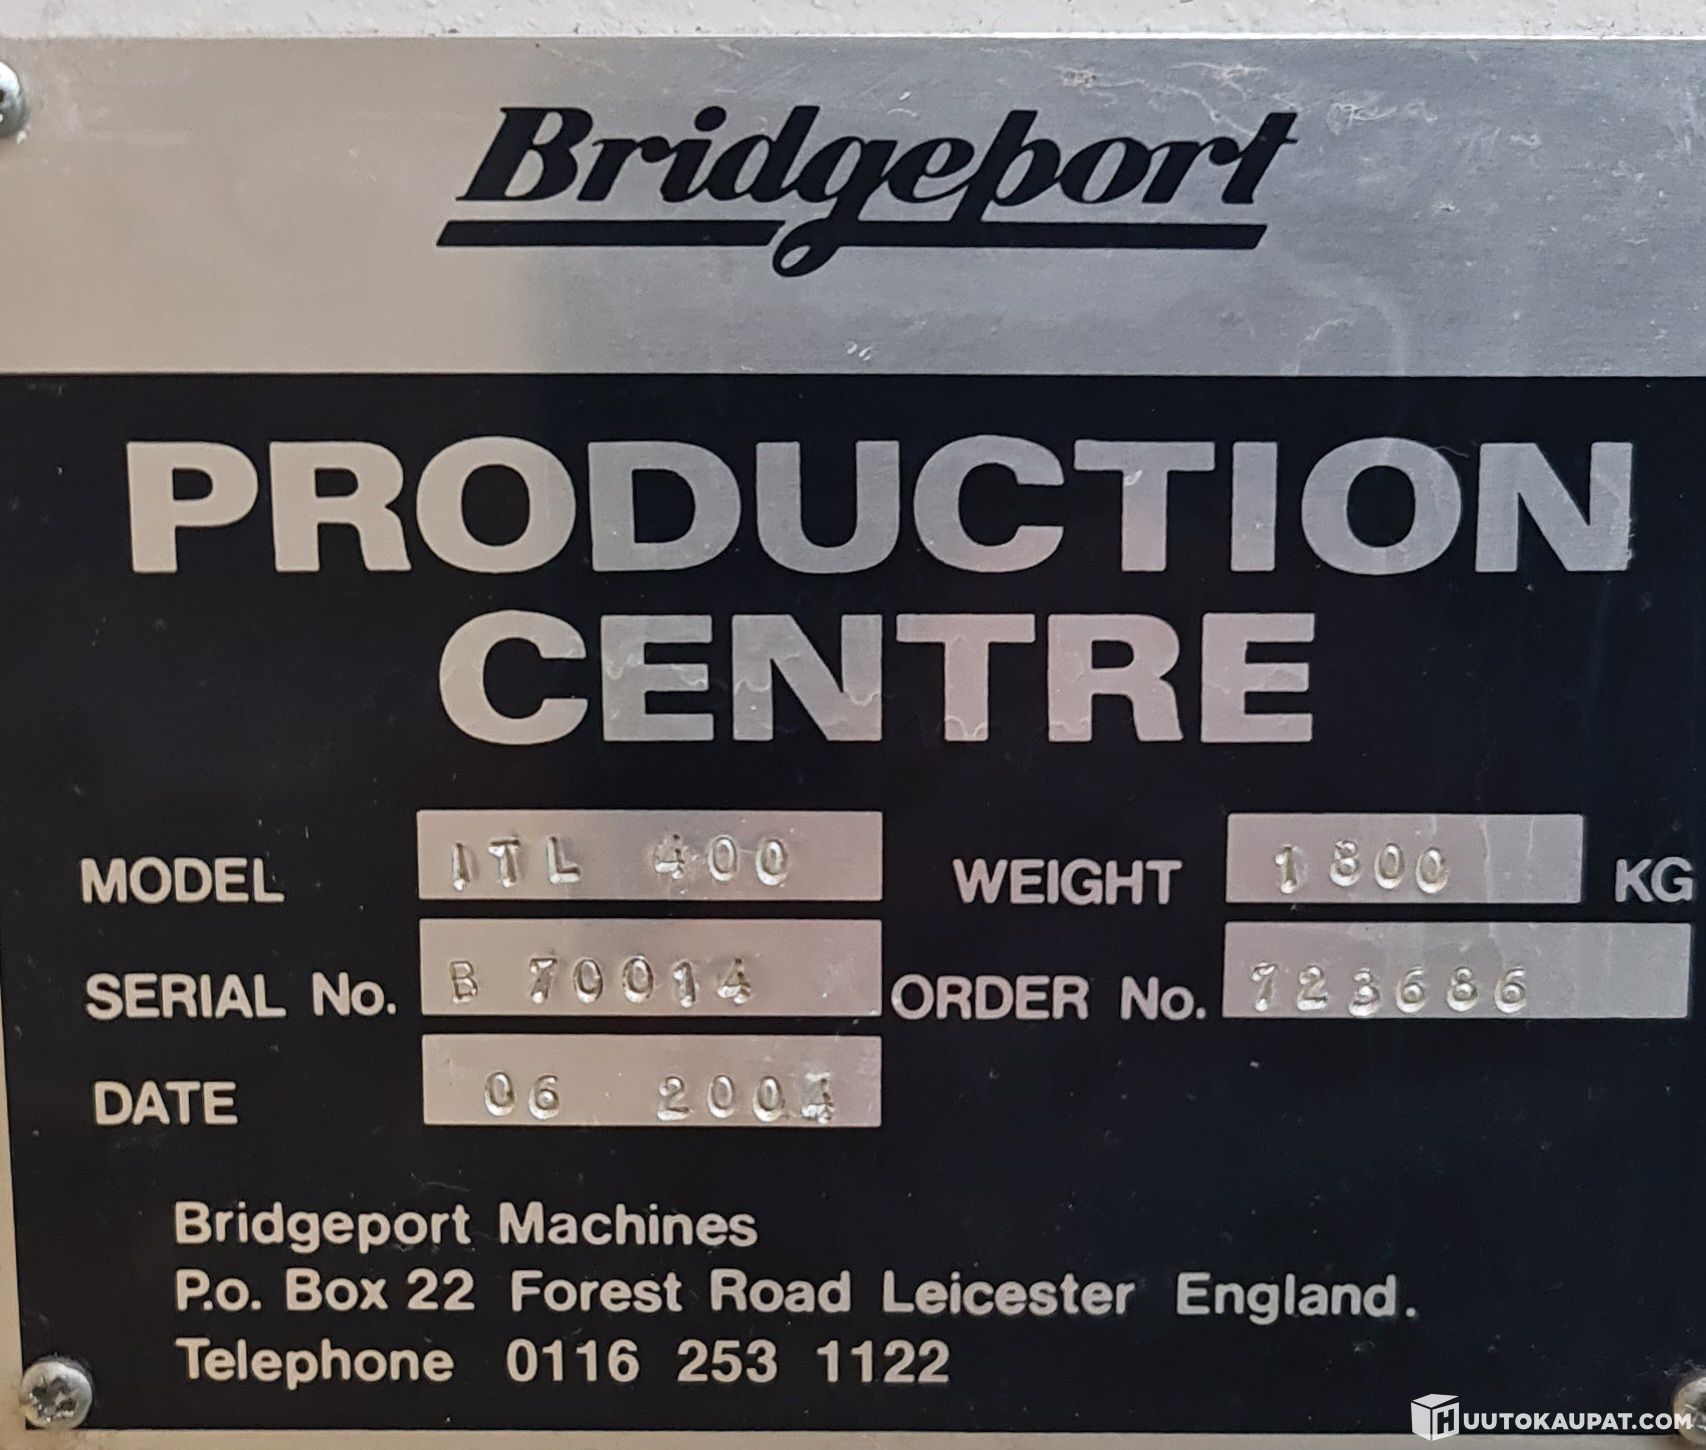 Bridgeport
PRODUCTION
CENTRE
MODEL ITL 400 WEIGHT 1800 KG
SERIAL No. B 70014 ORDER No. 723686
DATE 06
Bridgeport Machines
P.o. Box 22 Forest Road Leicester England.
Telephone 0116 253 1122
HUUTOKAUPAT.COM